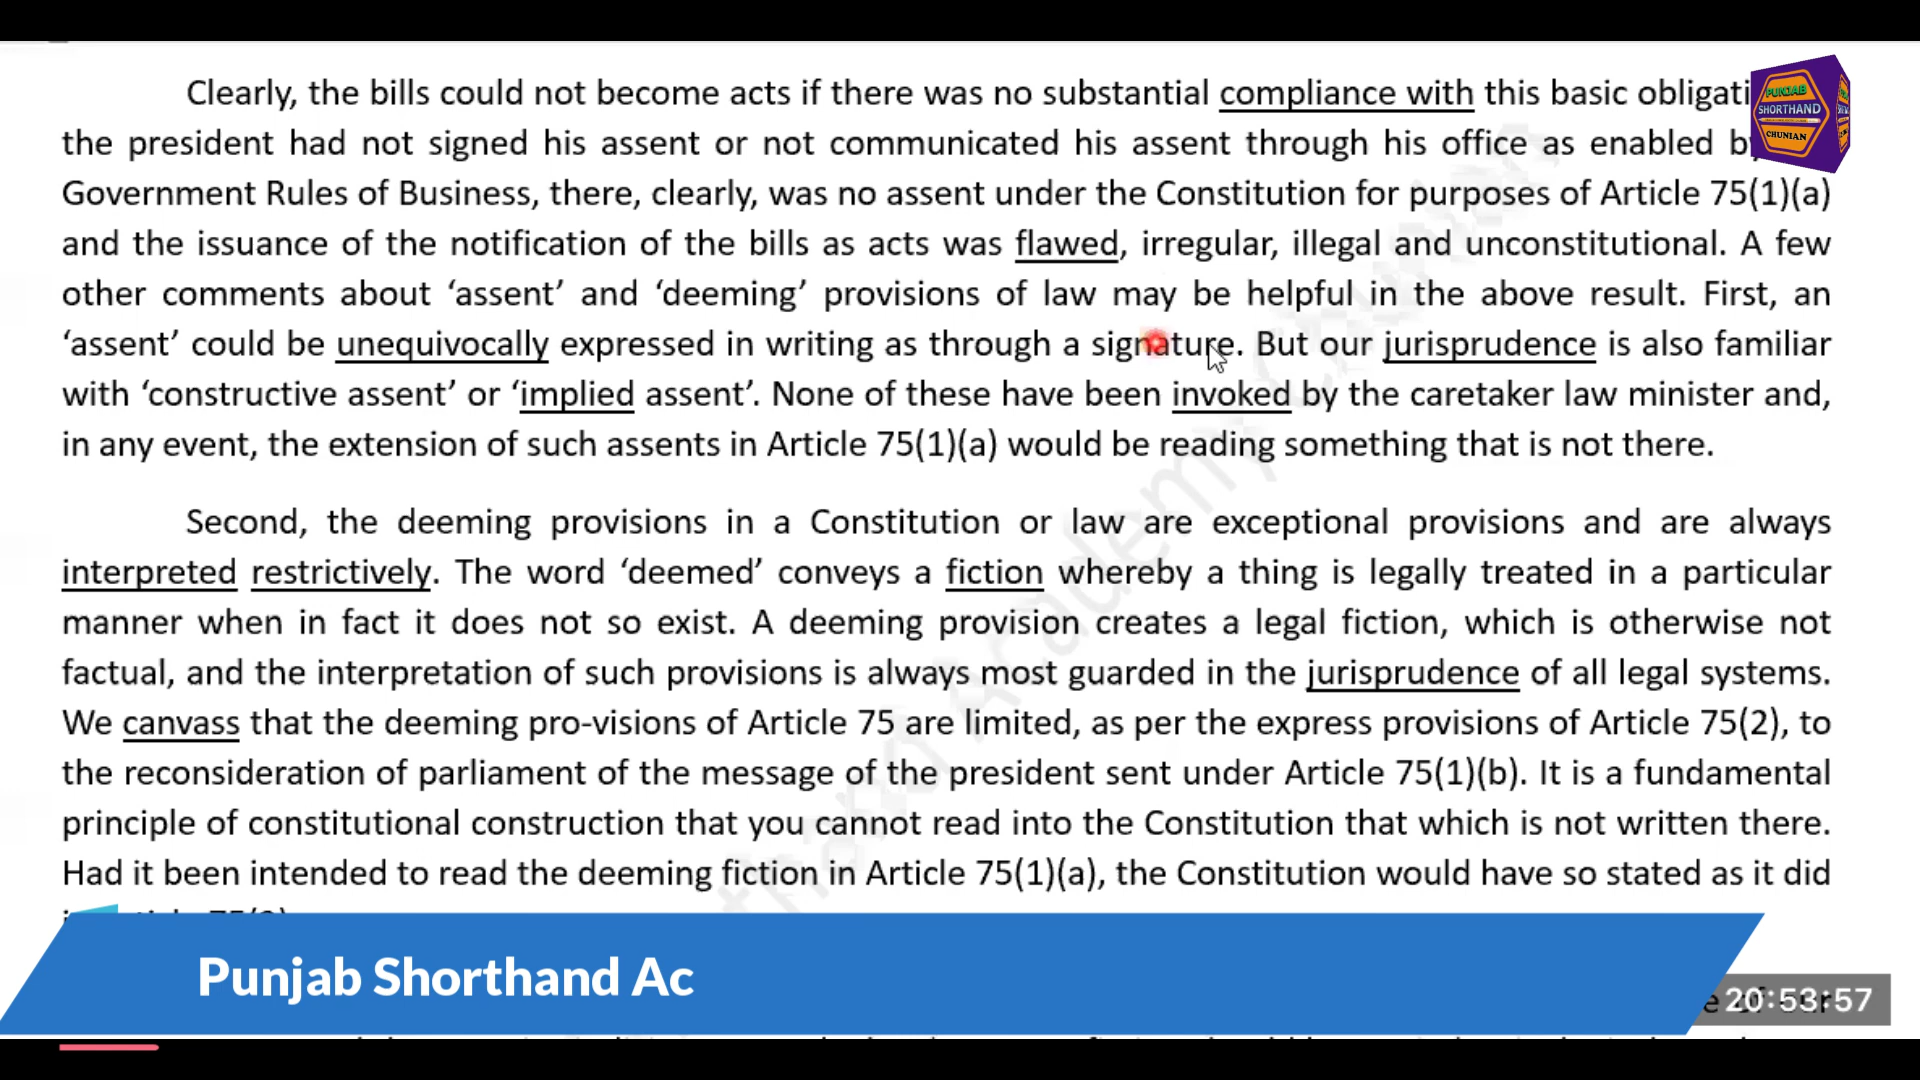 Clearly, the bills could not become acts if there was no substantial compliance with this basic
the president had not signed his assent or not communicated his assent through his office as enabled
Government Rules of Business, there, clearly, was no assent under the Constitution for purposes of Article 75(1)(a)
and the issuance of the notification of the bills as acts was flawed, irregular, illegal and unconstitutional. A few
other comments about ‘assent’ and ‘deeming’ provisions of law may be helpful in the above result. First, an
‘assent’ could be unequivocally expressed in writing as through a signature. But our jurisprudence is also familiar
with ‘constructive assent’ or ‘implied assent’. None of these have been invoked by the caretaker law minister and,
in any event, the extension of such assents in Article 75(1)(a) would be reading something that is not there.
Second, the deeming provisions in a Constitution or law are exceptional provisions and are always
interpreted restrictively. The word ‘deemed’ conveys a fiction whereby a thing is legally treated in a particular
manner when in fact it does not so exist. A deeming provision creates a legal fiction, which is otherwise not
factual, and the interpretation of such provisions is always most guarded in the jurisprudence of all legal systems.
We canvass that the deeming pro-visions of Article 75 are limited, as per the express provisions of Article 75(2), to
the reconsideration of parliament of the message of the president sent under Article 75(1)(b). It is a fundamental
principle of constitutional construction that you cannot read into the Constitution that which is not written there.
Had it been intended to read the deeming fiction in Article 75(1)(a), the Constitution would have so stated as it did
PUNJAB
SHORTHAND
CHUNIAN
Academy Chunian
Punjab Shorthand Ac
20:53:57